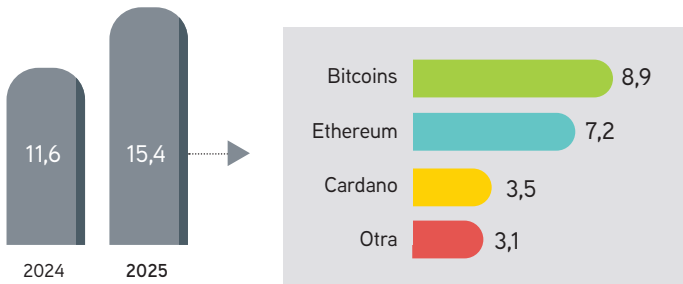 11,6
15,4
2024
2025
Bitcoins 8,9
Ethereum 7,2
Cardano 3,5
Otra 3,1